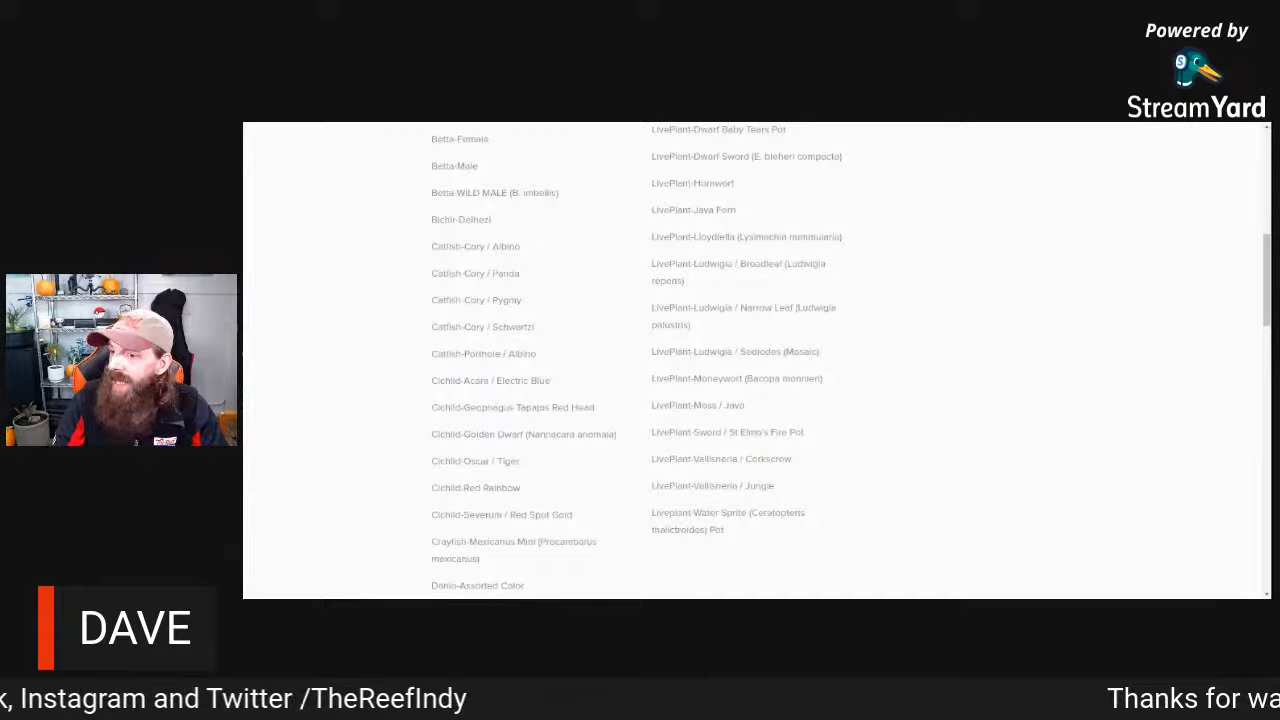 Powered by
StreamYard
Betta-Female
Betta-Male
Betta-WILD MALE (B. imbellis)
Bichir-Delhezi
Catfish-Cory / Albino
Catfish-Cory / Panda
Catfish-Cory / Pygmy
Catfish-Cory / Schwartzi
Catfish-Porthole / Albino
Cichlid-Acara / Electric Blue
Cichlid-Geophagus Tapajos Red Head
Cichlid-Golden Dwarf (Nannacara anomala)
Cichlid-Oscar / Tiger
Cichlid-Red Rainbow
Cichlid-Severum / Red Spot Gold
Crayfish-Mexicanus Mini (Procambarus
mexicanus)
Danio-Assorted Color
LivePlant-Dwarf Baby Tears Pot
LivePlant-Dwarf Sword (E. bleheri compacta)
LivePlant-Hornwort
LivePlant-Java Fern
LivePlant-Lloydiella (Lysimachia nummularia)
LivePlant-Ludwigia / Broadleaf (Ludwigia
repens)
LivePlant-Ludwigia / Narrow Leaf (Ludwigia
palustris)
LivePlant-Ludwigia / Sediodes (Mosaic)
LivePlant-Moneywort (Bacopa monnieri)
LivePlant-Moss / Java
LivePlant-Sword / St Elmo's Fire Pot
LivePlant-Vallisneria / Corkscrew
LivePlant-Vallisneria / Jungle
Liveplant-Water Sprite (Ceratopteris
thalictroides) Pot
DAVE
k, Instagram and Twitter /TheReefIndy
Thanks for wa